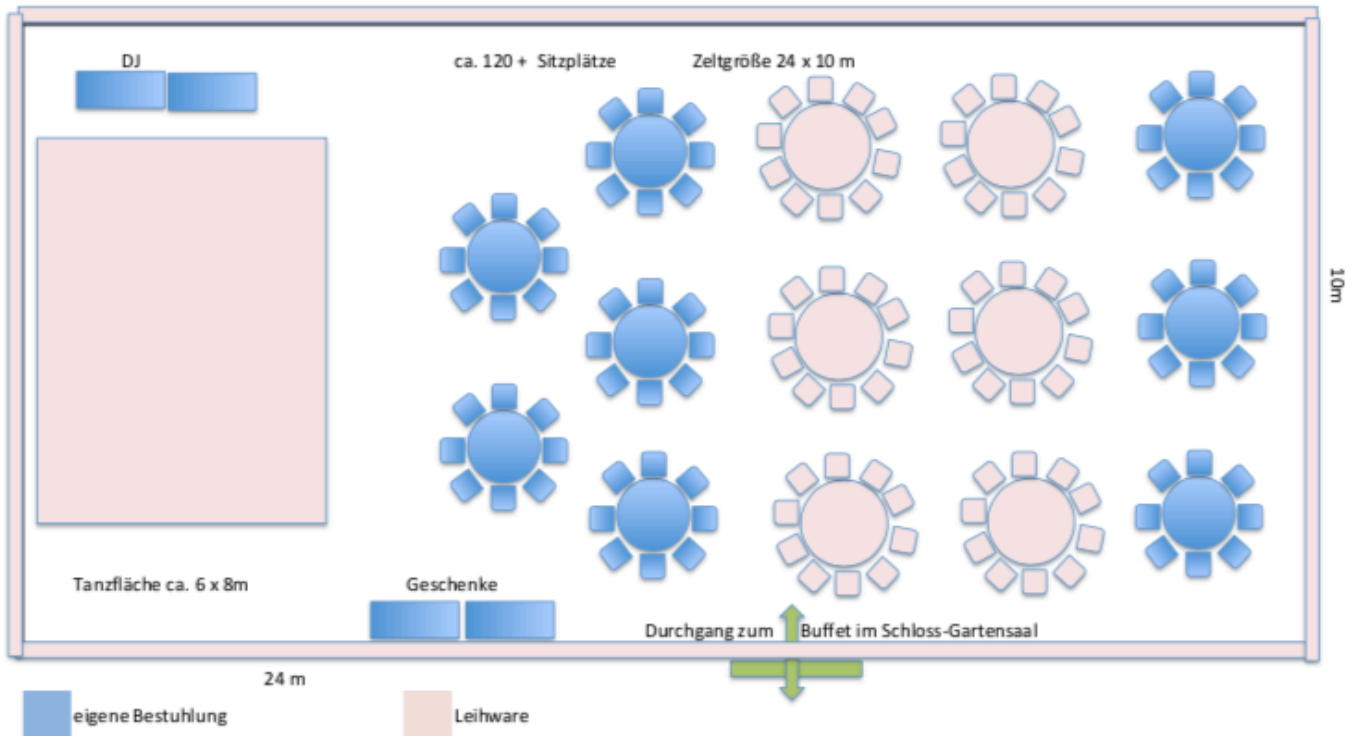 DJ
ca. 120 + Sitzplätze
Zeltgröße 24 x 10 m
10m
Tanzfläche ca. 6 x 8m
Geschenke
Durchgang zum Buffet im Schloss-Gartensaal
24 m
eigene Bestuhlung
Leihware